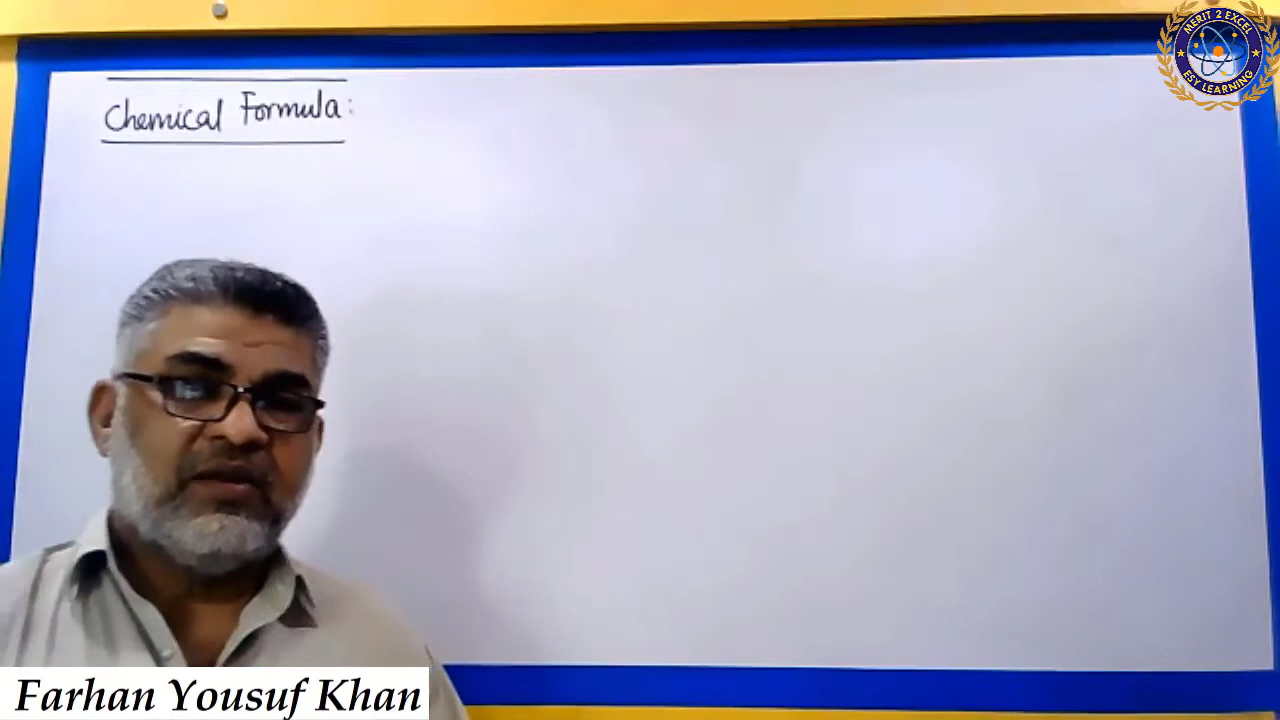 MERIT 2 EXCEL
ESY LEARNING
Chemical Formula:
Farhan Yousuf Khan